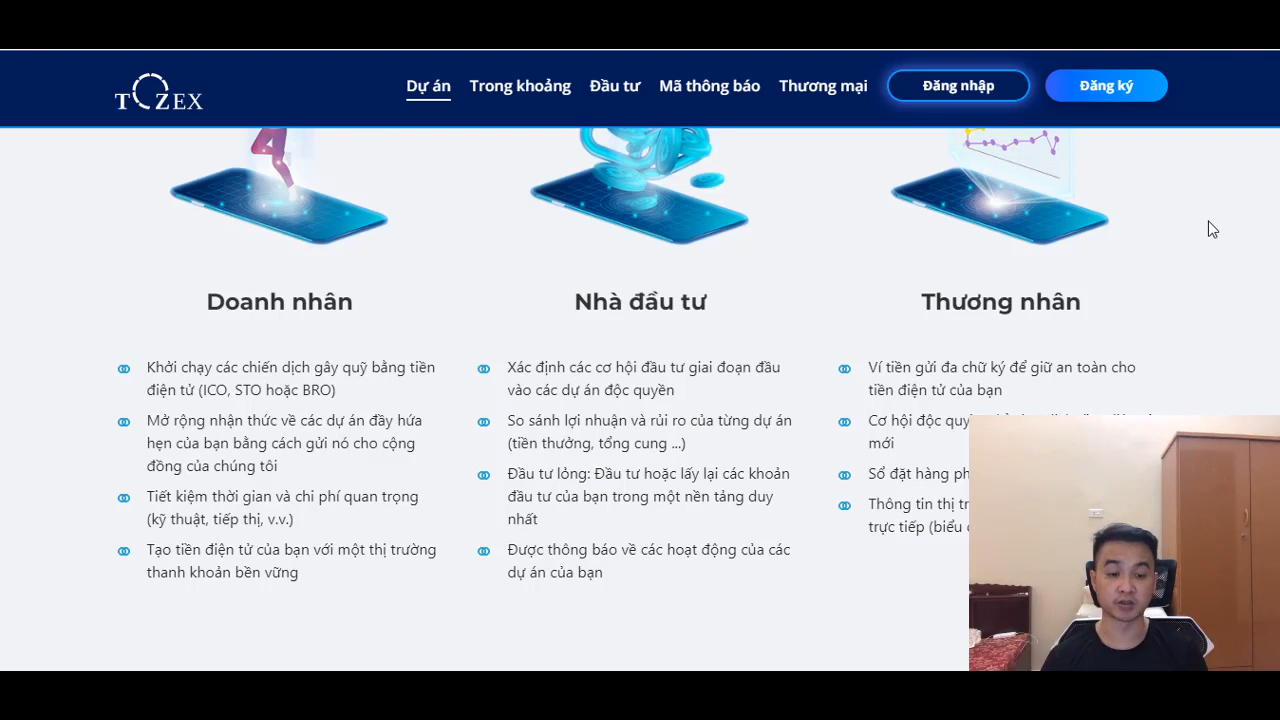 TOZEX
Dự án Trong khoảng Đầu tư Mã thông báo Thương mại Đăng nhập Đăng ký
Doanh nhân
Khởi chạy các chiến dịch gây quỹ bằng tiền
điện tử (ICO, STO hoặc BRO)
Mở rộng nhận thức về các dự án đầy hứa
hẹn của bạn bằng cách gửi nó cho cộng
đồng của chúng tôi
Tiết kiệm thời gian và chi phí quan trọng
(kỹ thuật, tiếp thị, v.v.)
Tạo tiền điện tử của bạn với một thị trường
thanh khoản bền vững
Nhà đầu tư
Xác định các cơ hội đầu tư giai đoạn đầu
vào các dự án độc quyền
So sánh lợi nhuận và rủi ro của từng dự án
(tiền thưởng, tổng cung ...)
Đầu tư lỏng: Đầu tư hoặc lấy lại các khoản
đầu tư của bạn trong một nền tảng duy
nhất
Được thông báo về các hoạt động của các
dự án của bạn
Thương nhân
Ví tiền gửi đa chữ ký để giữ an toàn cho
tiền điện tử của bạn
Cơ hội độc
mới
Sổ đặt hàng
Thông tin thị
trực tiếp